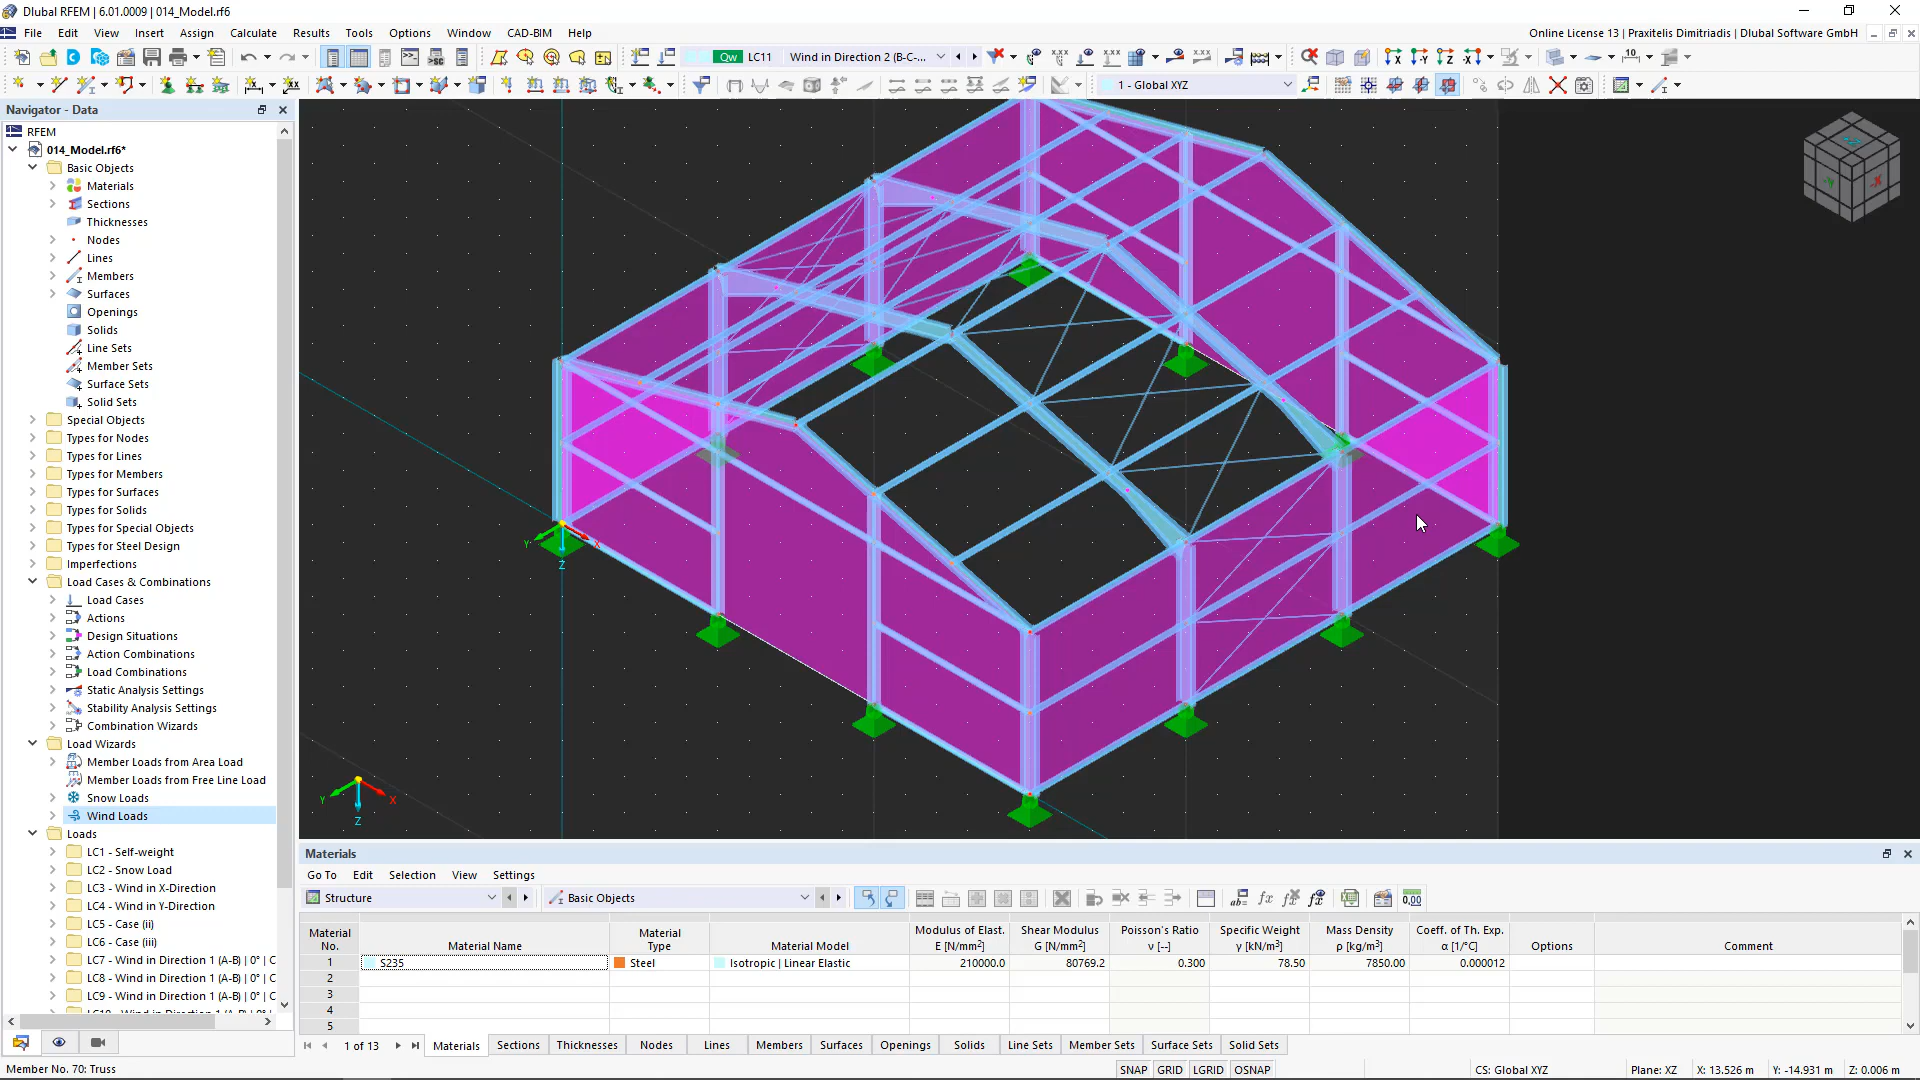 Dlubal RFEM | 6.01.0009 | 014_Model.rf6*
File Edit View Insert Assign Calculate Results Tools Options Window CAD-BIM Help
Online License 13 | Praxitelis Dimitriadis | Dlubal Software GmbH
Qw LC11 Wind in Direction 2 (B-C-...
1 - Global XYZ
Navigator - Data
RFEM
014_Model.rf6*
Basic Objects
Materials
Sections
Thicknesses
Nodes
Lines
Members
Surfaces
Openings
Solids
Line Sets
Member Sets
Surface Sets
Solid Sets
Special Objects
Types for Nodes
Types for Lines
Types for Members
Types for Surfaces
Types for Solids
Types for Special Objects
Types for Steel Design
Imperfections
Load Cases & Combinations
Load Cases
Actions
Design Situations
Action Combinations
Load Combinations
Static Analysis Settings
Stability Analysis Settings
Combination Wizards
Load Wizards
Member Loads from Area Load
Member Loads from Free Line Load
Snow Loads
Wind Loads
Loads
LC1 - Self-weight
LC2 - Snow Load
LC3 - Wind in X-Direction
LC4 - Wind in Y-Direction
LC5 - Case (ii)
LC6 - Case (iii)
LC7 - Wind in Direction 1 (A-B) | 0° | C
LC8 - Wind in Direction 1 (A-B) | 0° | C
LC9 - Wind in Direction 1 (A-B) | 0° | C
Y X
Z
Y X
Z
-Y -X
Materials
Go To Edit Selection View Settings
Structure Basic Objects
Material No. Material Name Material Type Material Model Modulus of Elast. E [N/mm²] Shear Modulus G [N/mm²] Poisson's Ratio ν [--] Specific Weight γ [kN/m³] Mass Density ρ [kg/m³] Coeff. of Th. Exp. α [1/°C] Options Comment
1 S235 Steel Isotropic | Linear Elastic 210000.0 80769.2 0.300 78.50 7850.00 0.000012
2
3
4
5
1 of 13 Materials Sections Thicknesses Nodes Lines Members Surfaces Openings Solids Line Sets Member Sets Surface Sets Solid Sets
Member No. 70: Truss
SNAP GRID LGRID OSNAP
CS: Global XYZ
Plane: XZ
X: 13.526 m Y: -14.931 m Z: 0.006 m